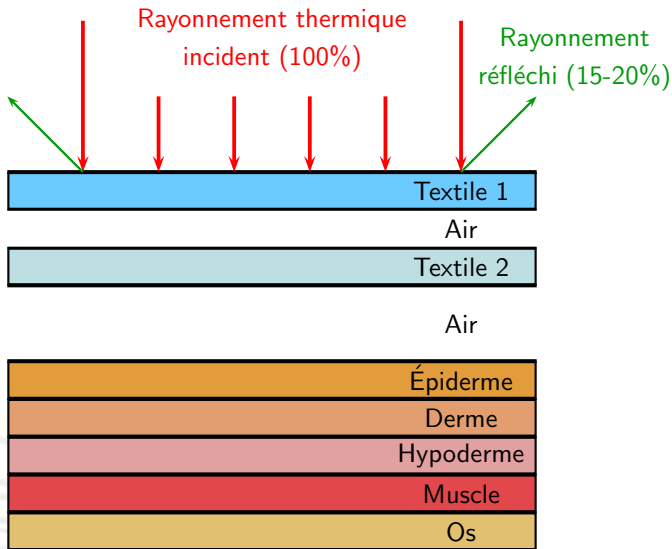 Rayonnement thermique
incident (100%)
Rayonnement
réfléchi (15-20%)
Textile 1
Air
Textile 2
Air
Épiderme
Derme
Hypoderme
Muscle
Os